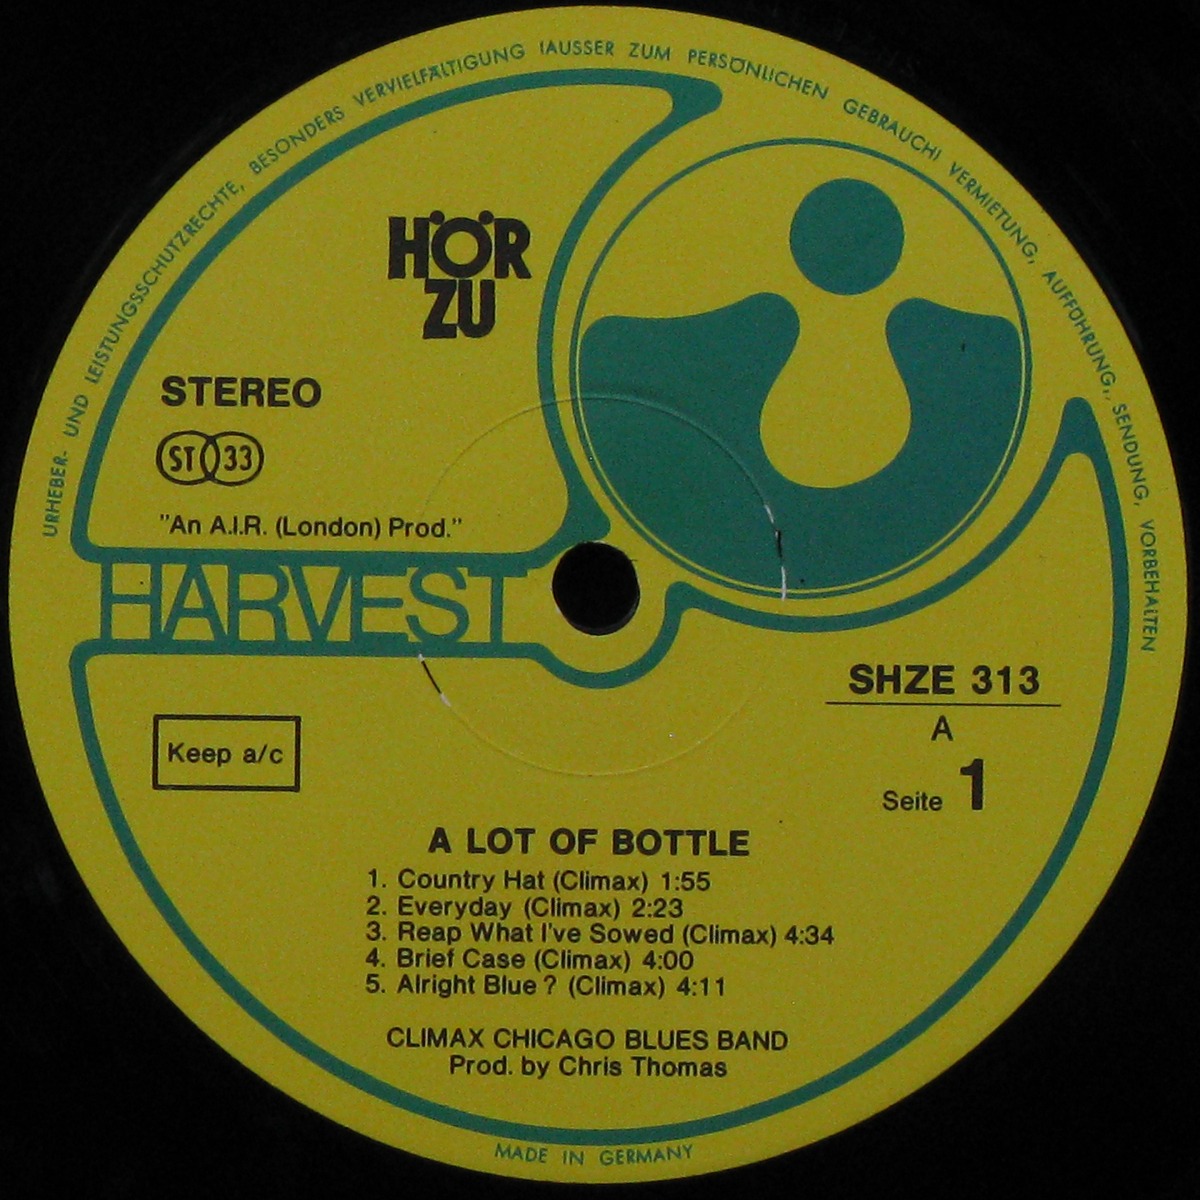 URHEBER- UND LEISTUNGSSCHUTZRECHTE, BESONDERS VERVIELFÄLTIGUNG (AUSSER ZUM PERSÖNLICHEN GEBRAUCH) VERMIETUNG, AUFFÜHRUNG,, SENDUNG, VORBEHALTEN
HÖR
ZU
STEREO
ST 33
"An A.I.R. (London) Prod."
HARVEST
SHZE 313
A
Seite 1
Keep a/c
A LOT OF BOTTLE
1. Country Hat (Climax) 1:55
2. Everyday (Climax) 2:23
3. Reap What I've Sowed (Climax) 4:34
4. Brief Case (Climax) 4:00
5. Alright Blue ? (Climax) 4:11
CLIMAX CHICAGO BLUES BAND
Prod. by Chris Thomas
MADE IN GERMANY